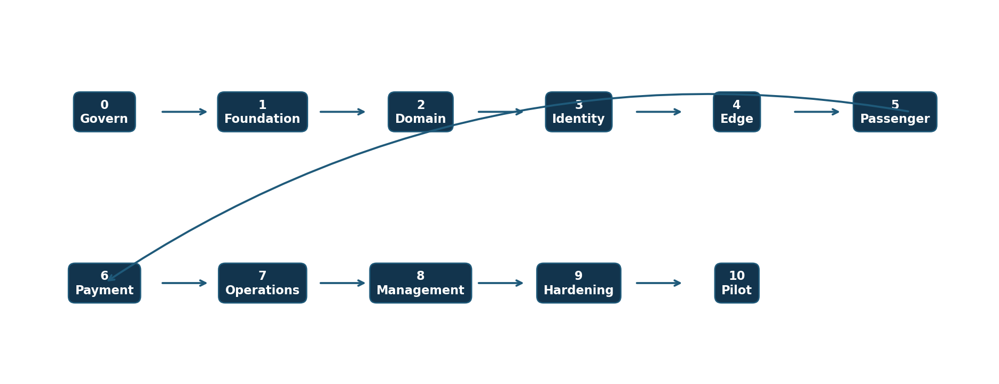 0
Govern
1
Foundation
2
Domain
3
Identity
4
Edge
5
Passenger
6
Payment
7
Operations
8
Management
9
Hardening
10
Pilot